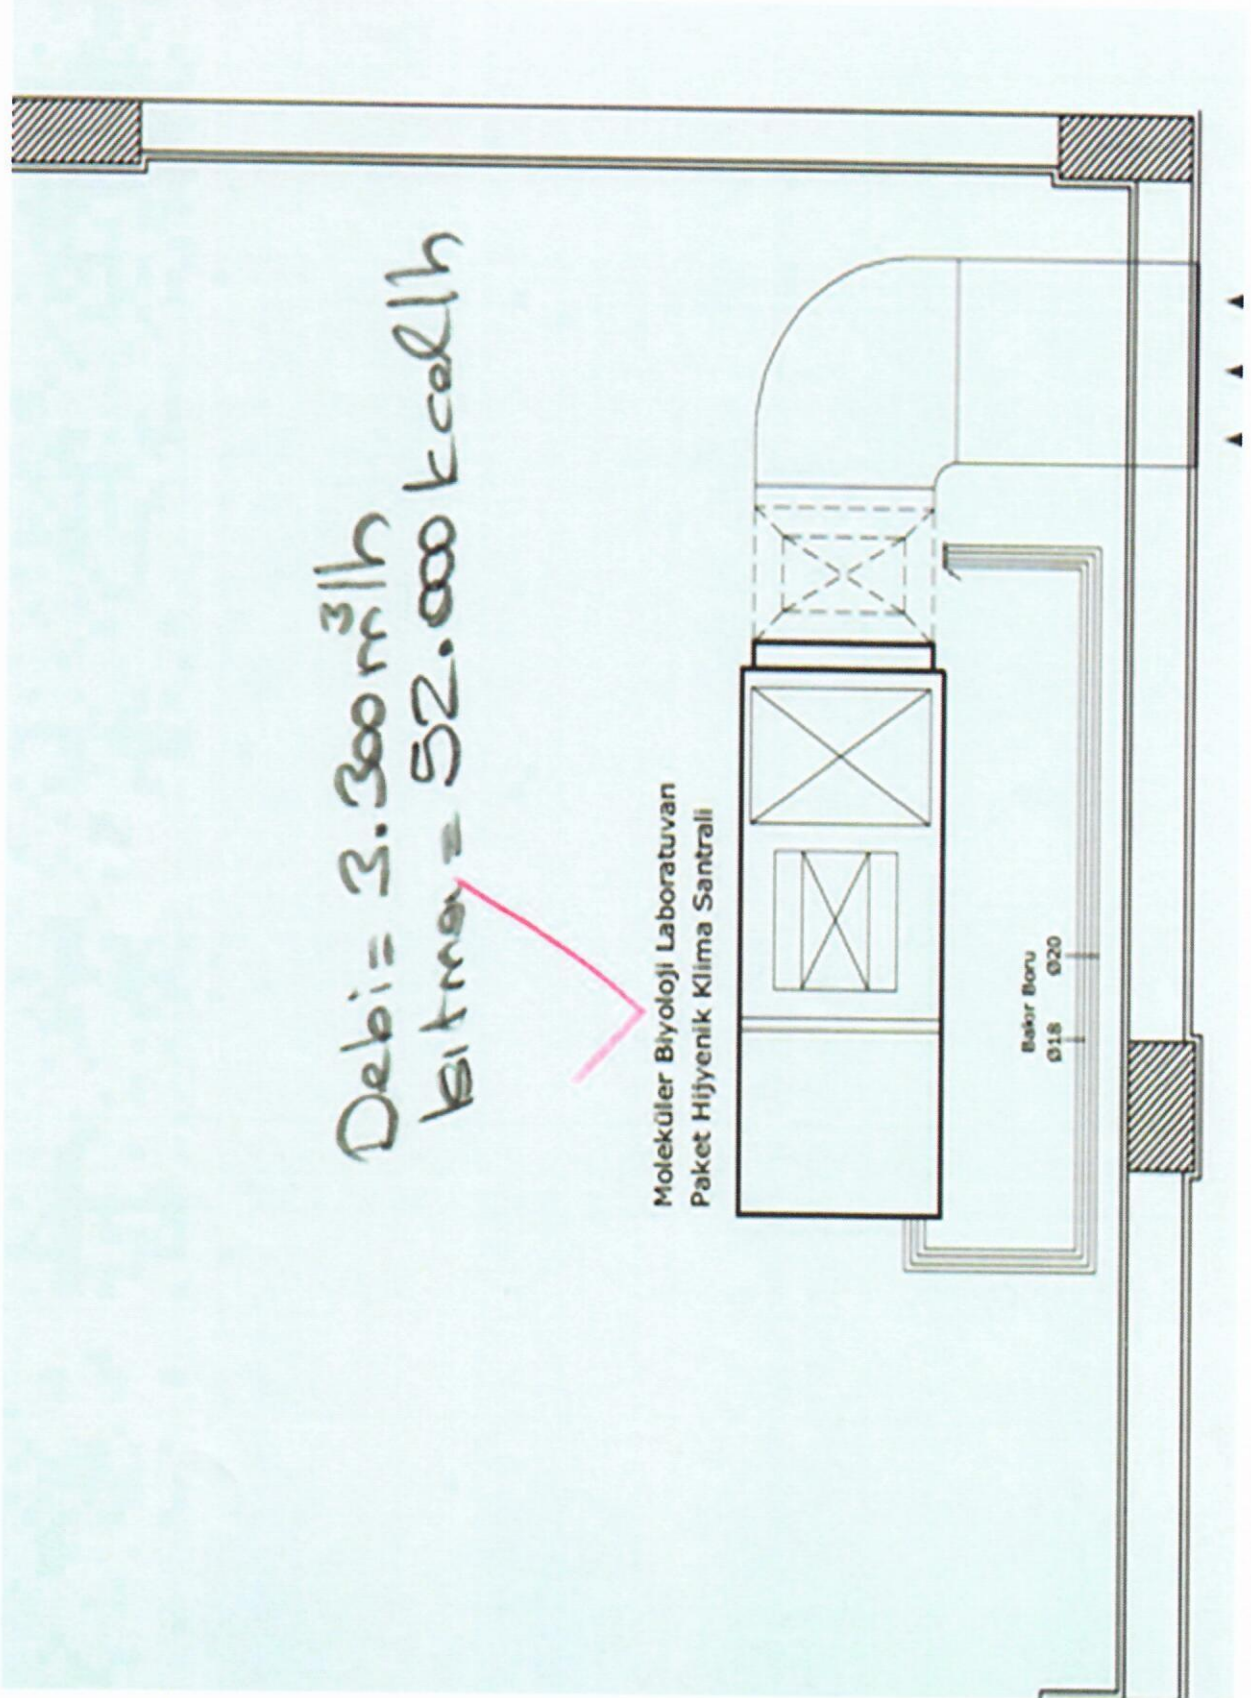 Debi = 3.300 m³/h
Isıtma = 52.000 kcal/h
Moleküler Biyoloji Laboratuvarı
Paket Hijyenik Klima Santrali
Bakır Boru
Ø18 Ø20